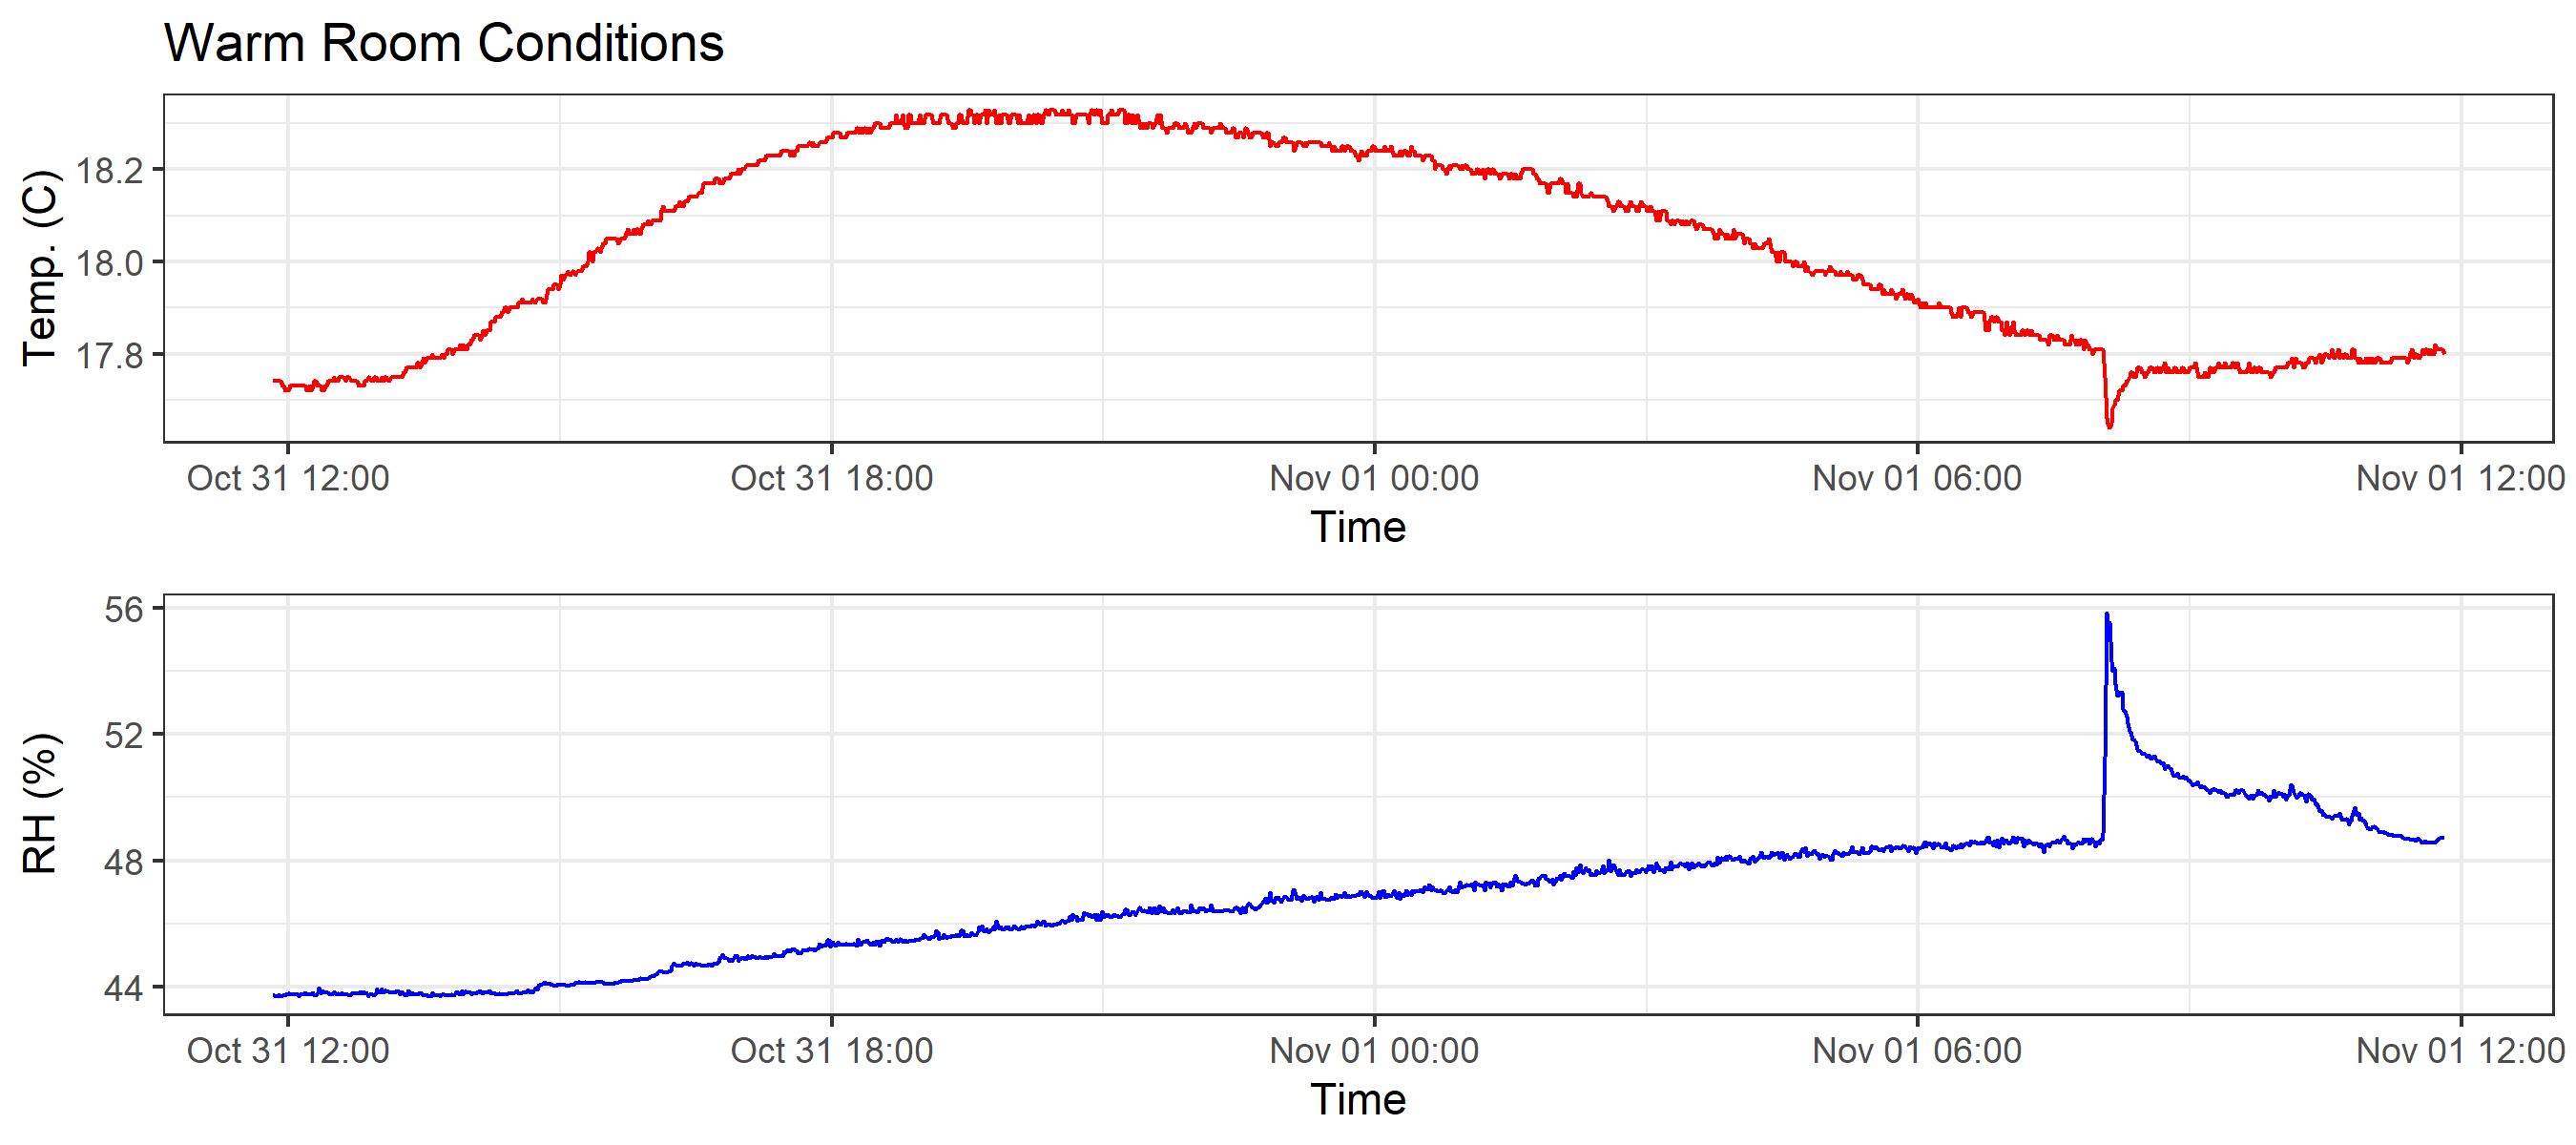 Warm Room Conditions
Temp. (C)
18.2
18.0
17.8
Oct 31 12:00 Oct 31 18:00 Nov 01 00:00 Nov 01 06:00 Nov 01 12:00
Time
RH (%)
56
52
48
44
Oct 31 12:00 Oct 31 18:00 Nov 01 00:00 Nov 01 06:00 Nov 01 12:00
Time